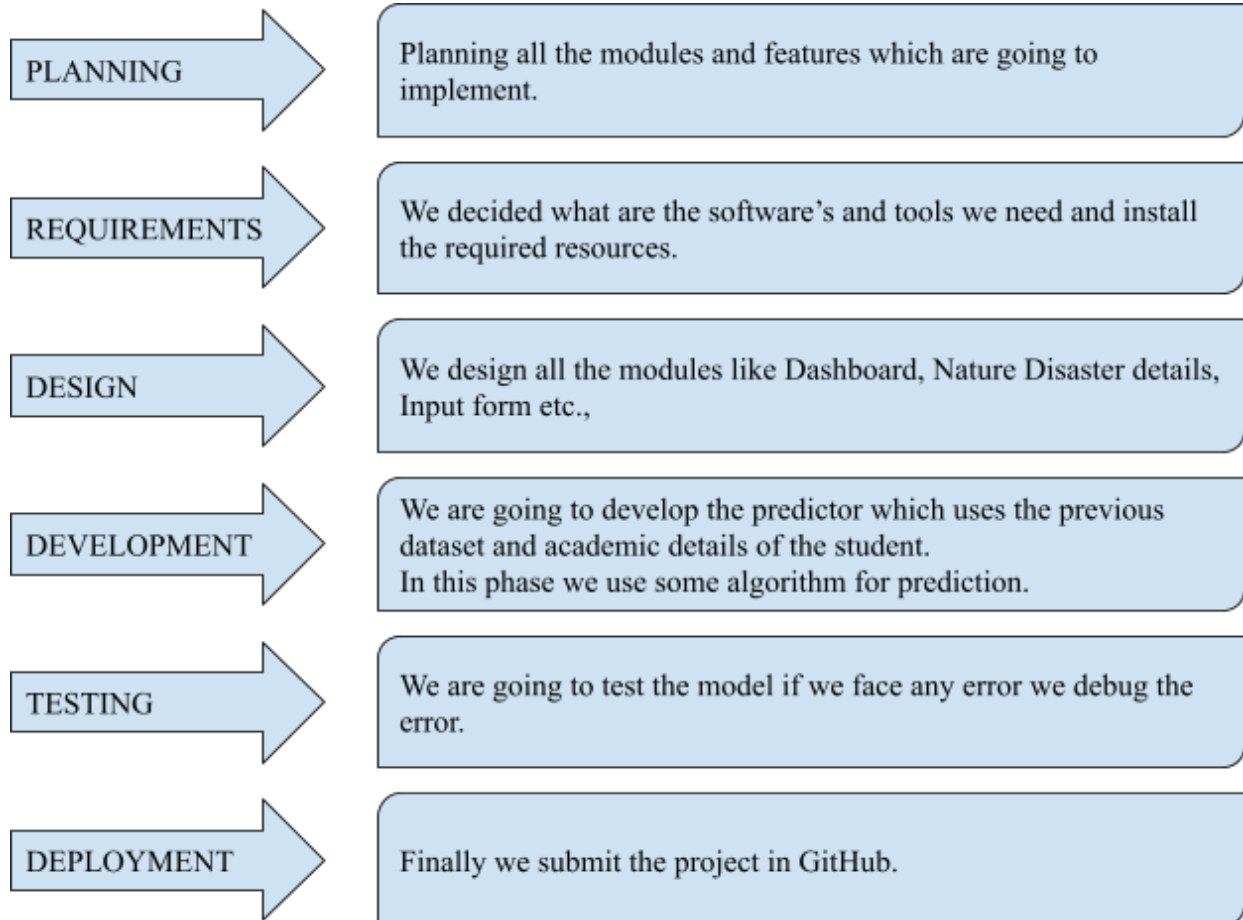 PLANNING
Planning all the modules and features which are going to
implement.
REQUIREMENTS
We decided what are the software’s and tools we need and install
the required resources.
DESIGN
We design all the modules like Dashboard, Nature Disaster details,
Input form etc.,
DEVELOPMENT
We are going to develop the predictor which uses the previous
dataset and academic details of the student.
In this phase we use some algorithm for prediction.
TESTING
We are going to test the model if we face any error we debug the
error.
DEPLOYMENT
Finally we submit the project in GitHub.